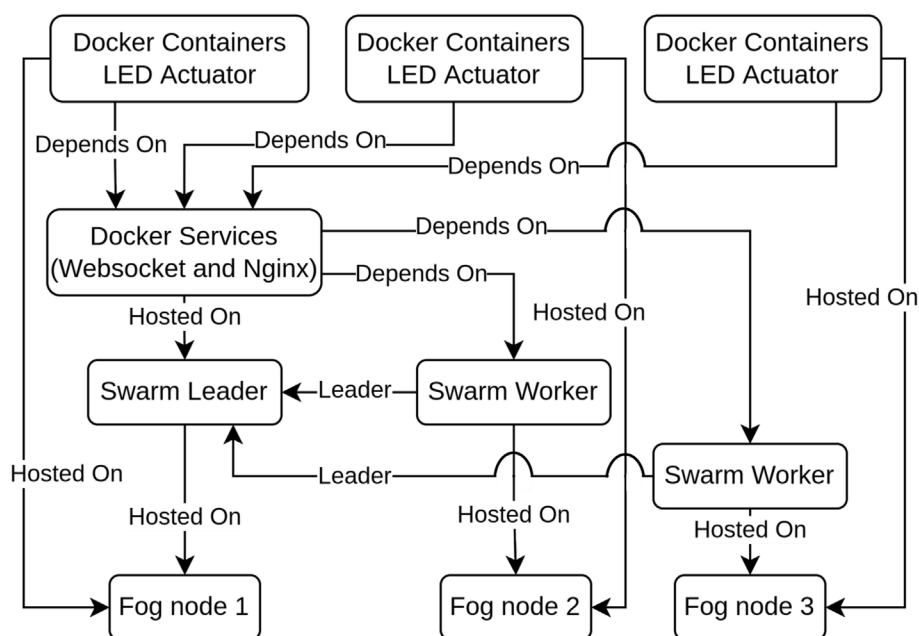 Docker Containers
LED Actuator
Docker Containers
LED Actuator
Docker Containers
LED Actuator
Depends On
Depends On
Depends On
Docker Services
(Websocket and Nginx)
Depends On
Depends On
Hosted On
Hosted On
Hosted On
Swarm Leader
Leader
Swarm Worker
Hosted On
Leader
Swarm Worker
Hosted On
Hosted On
Hosted On
Fog node 1
Fog node 2
Fog node 3